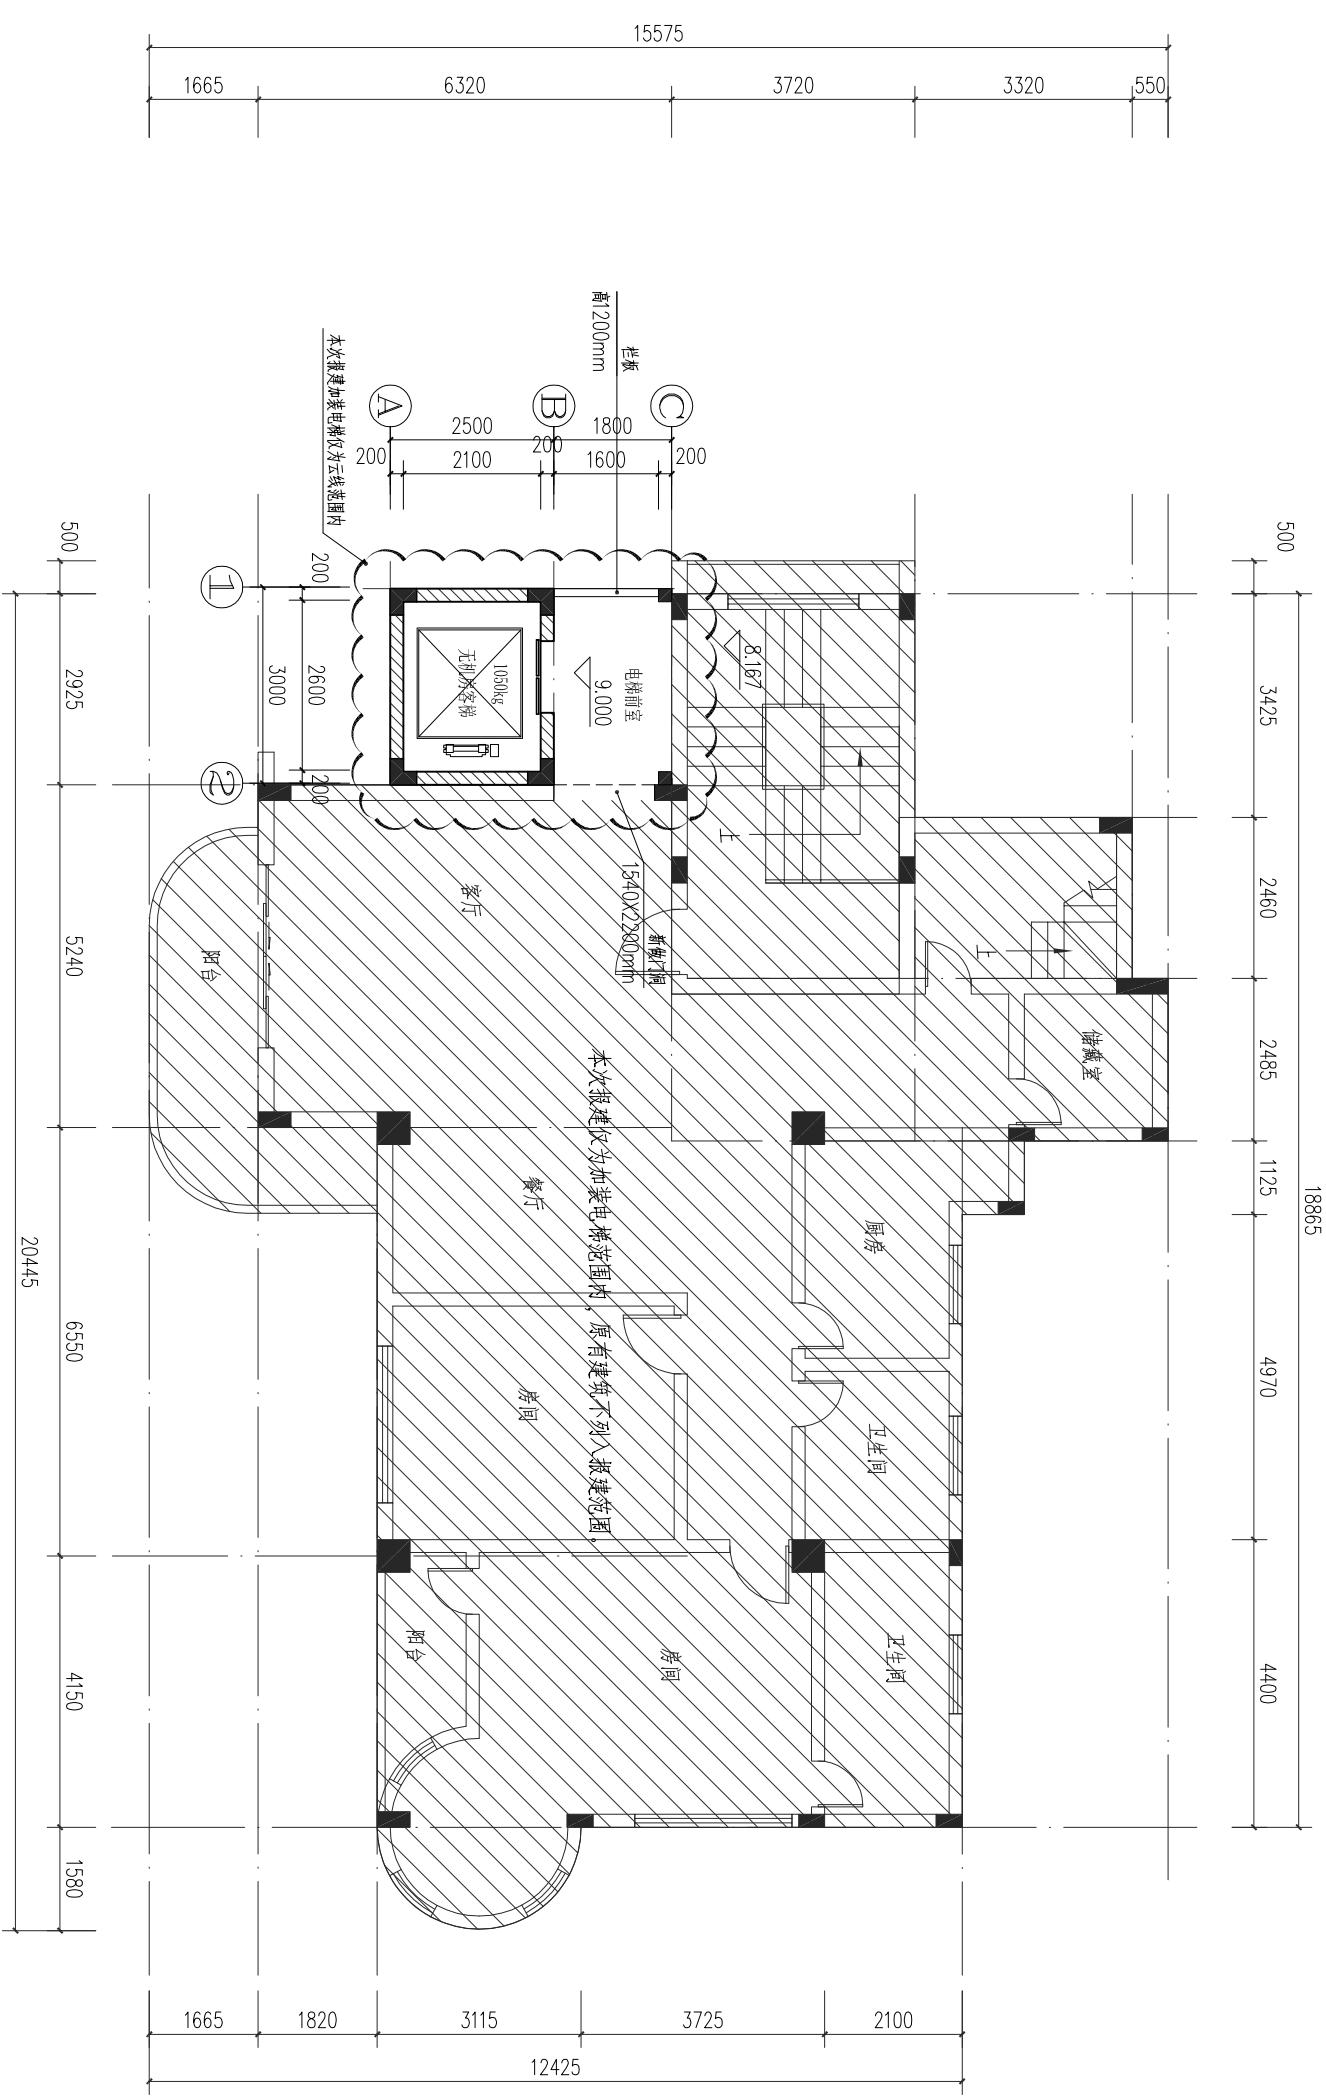 15575
1665
6320
3720
3320
550
高1200mm
栏板
本次报建加装电梯仅为云线范围内
A
B
C
2500
1800
200
200
2100
1600
200
500
500
200
1
8.167
2925
3000
2600
1050kg
无机房客梯
9.000
电梯前室
3425
2
200
上
1540X2200mm
新做门洞
客厅
2460
5240
阳台
上
本次报建仅为加装电梯范围内，原有建筑不列入报建范围。
储藏室
2485
餐厅
厨房
1125
18865
20445
6550
房间
卫生间
4970
阳台
房间
卫生间
4150
4400
1580
1665
1820
3115
3725
2100
12425